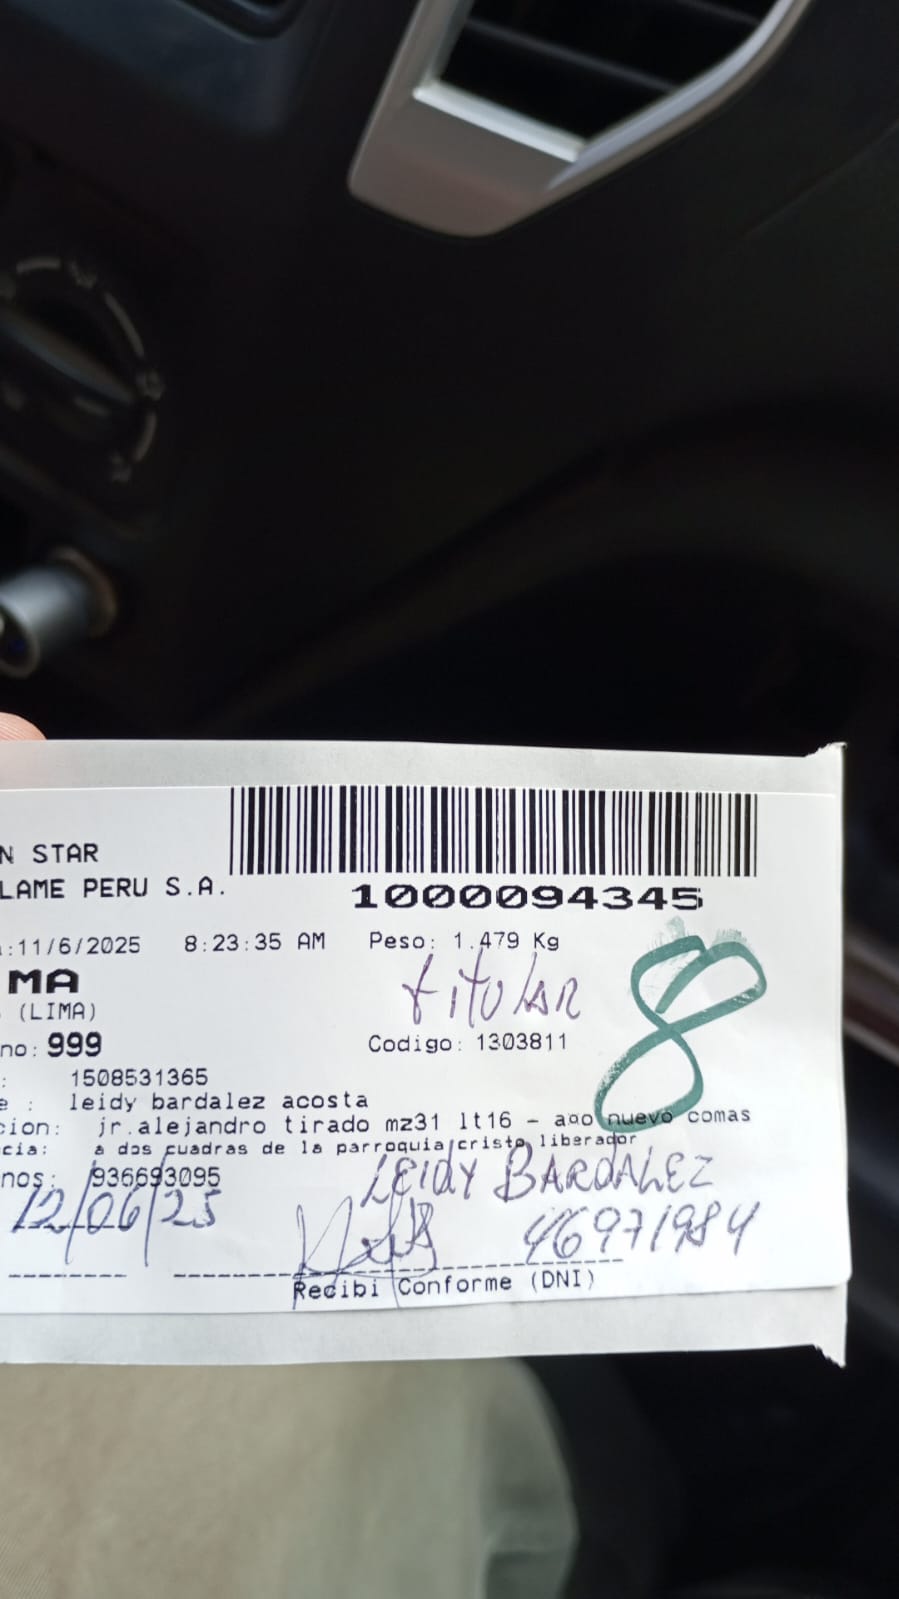 N STAR
LAME PERU S.A.
1000094345
:11/6/2025 8:23:35 AM Peso: 1.479 Kg
MA
titular
8
(LIMA)
no: 999 Codigo: 1303811
: 1508531365
e : leidy bardalez acosta
cion: jr.alejandro tirado mz31 lt16 - aoo nuevo comas
cia: a dos cuadras de la parroquia cristo liberador
nos: 936693095
LEIDY BARDALEZ
12/06/25 46971984
Recibi Conforme (DNI)